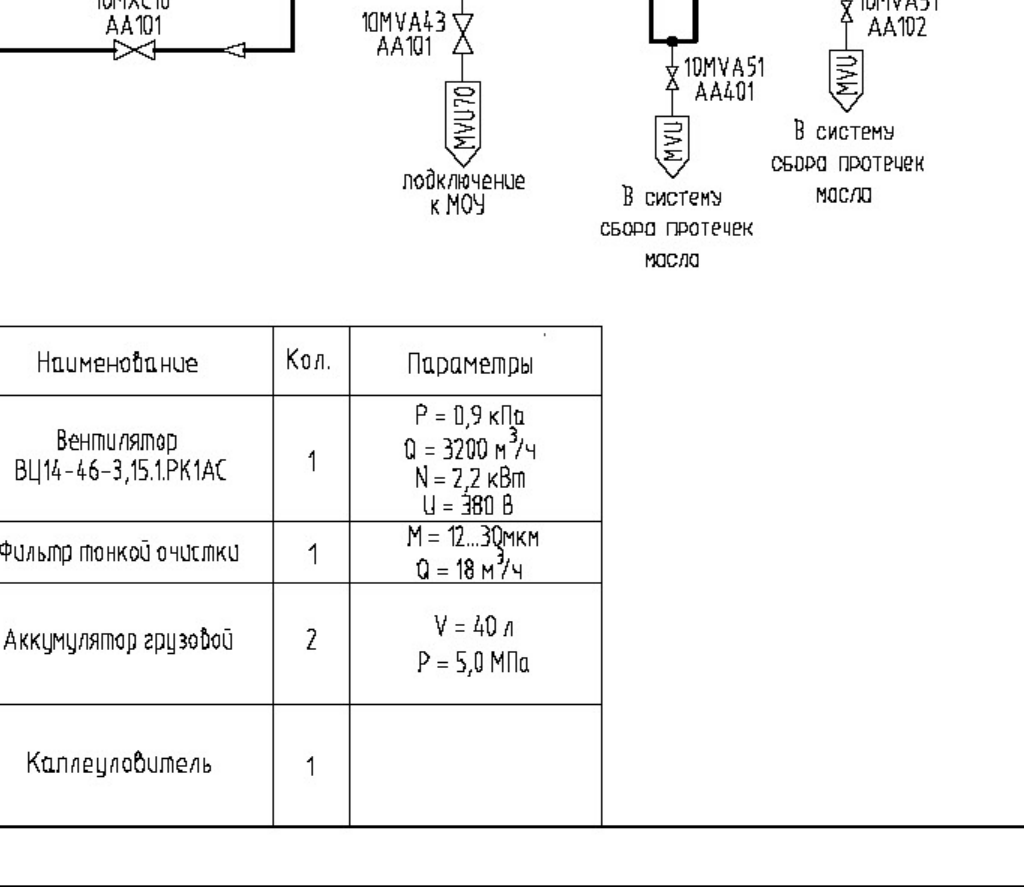 10MXC10
AA101
10MVA43
AA101
MVU70
подключение
к МОУ
10MVA51
AA401
MVU
В систему
сбора протечек
масла
10MVA51
AA102
MVU
В систему
сбора протечек
масла
Наименование Кол. Параметры
Вентилятор
ВЦ14-46-3,15.1.РК1АС
1
P = 0,9 кПа
Q = 3200 м³/ч
N = 2,2 кВт
U = 380 В
Фильтр тонкой очистки
1
M = 12...30мкм
Q = 18 м³/ч
Аккумулятор грузовой
2
V = 40 л
P = 5,0 МПа
Каплеуловитель
1